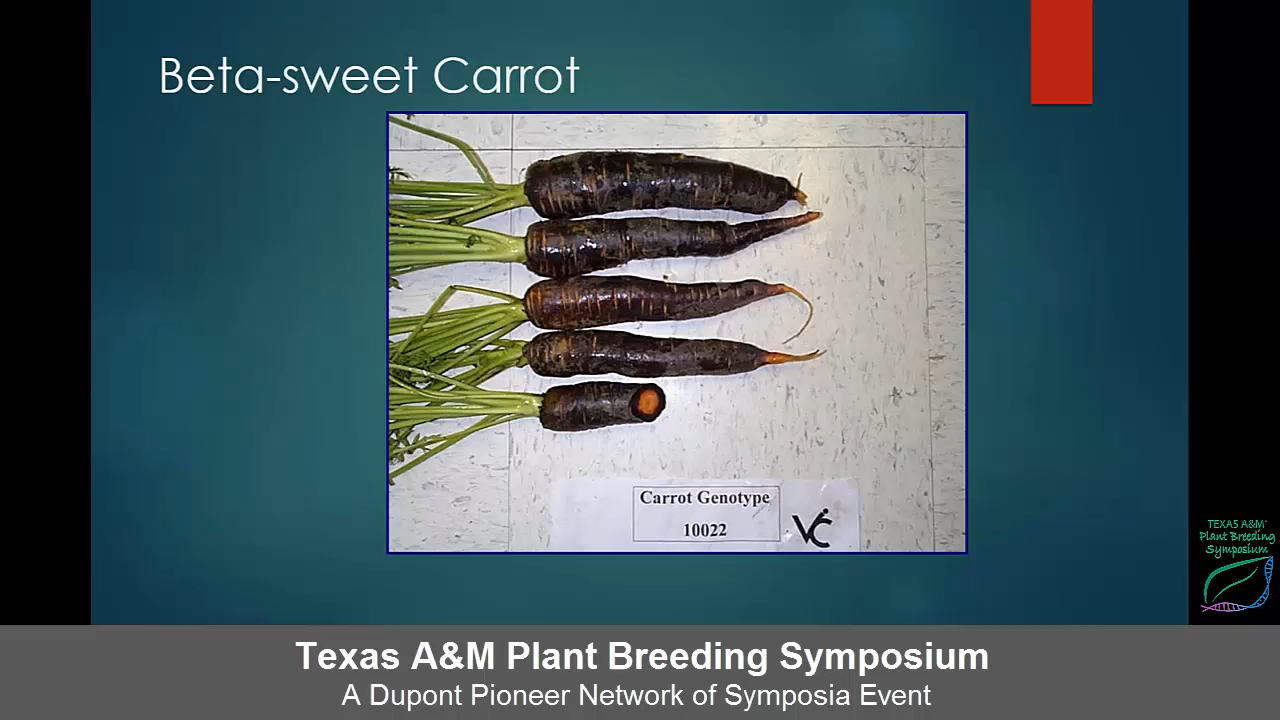 Beta-sweet Carrot
Carrot Genotype
10022
TEXAS A&M
Plant Breeding
Symposium
Texas A&M Plant Breeding Symposium
A Dupont Pioneer Network of Symposia Event